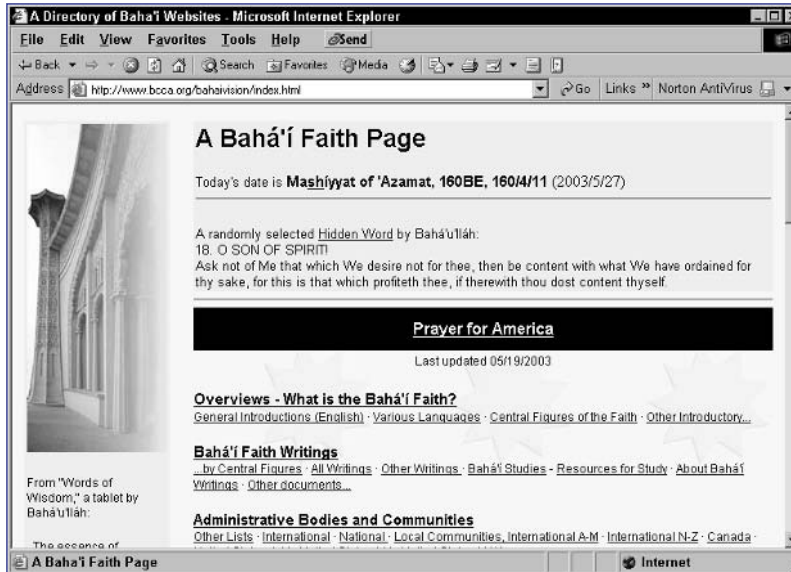 A Directory of Baha'i Websites - Microsoft Internet Explorer
File Edit View Favorites Tools Help Send
Back Search Favorites Media
Address http://www.bcca.org/bahaivision/index.html Go Links » Norton AntiVirus
A Bahá'í Faith Page
Today's date is Mashíyyat of 'Azamat, 160BE, 160/4/11 (2003/5/27)
A randomly selected Hidden Word by Bahá'u'lláh:
18. O SON OF SPIRIT!
Ask not of Me that which We desire not for thee, then be content with what We have ordained for
thy sake, for this is that which profiteth thee, if therewith thou dost content thyself.
Prayer for America
Last updated 05/19/2003
Overviews - What is the Bahá'í Faith?
General Introductions (English) · Various Languages · Central Figures of the Faith · Other Introductory...
Bahá'í Faith Writings
...by Central Figures · All Writings · Other Writings · Bahá'í Studies - Resources for Study · About Bahá'í
Writings · Other documents...
Administrative Bodies and Communities
Other Lists · International · National · Local Communities, International A-M · International N-Z · Canada ·
From "Words of
Wisdom," a tablet by
Bahá'u'lláh:
The essence of
A Baha'i Faith Page Internet